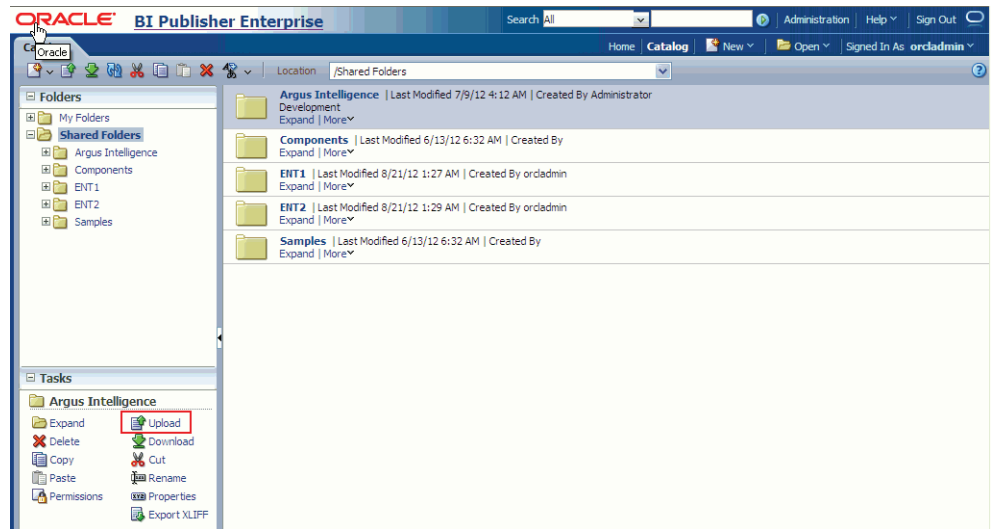 ORACLE BI Publisher Enterprise Search All Administration Help Sign Out
Oracle
Home Catalog New Open Signed In As orcladmin
Location /Shared Folders
Folders
My Folders
Shared Folders
Argus Intelligence
Components
ENT1
ENT2
Samples
Argus Intelligence | Last Modified 7/9/12 4:12 AM | Created By Administrator
Development
Expand | More
Components | Last Modified 6/13/12 6:32 AM | Created By
Expand | More
ENT1 | Last Modified 8/21/12 1:27 AM | Created By orcladmin
Expand | More
ENT2 | Last Modified 8/21/12 1:29 AM | Created By orcladmin
Expand | More
Samples | Last Modified 6/13/12 6:32 AM | Created By
Expand | More
Tasks
Argus Intelligence
Expand Upload
Delete Download
Copy Cut
Paste Rename
Permissions Properties
Export XLIFF